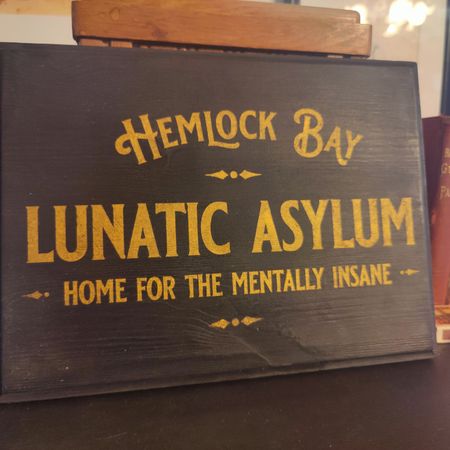 HEMLOCK BAY
LUNATIC ASYLUM
HOME FOR THE MENTALLY INSANE